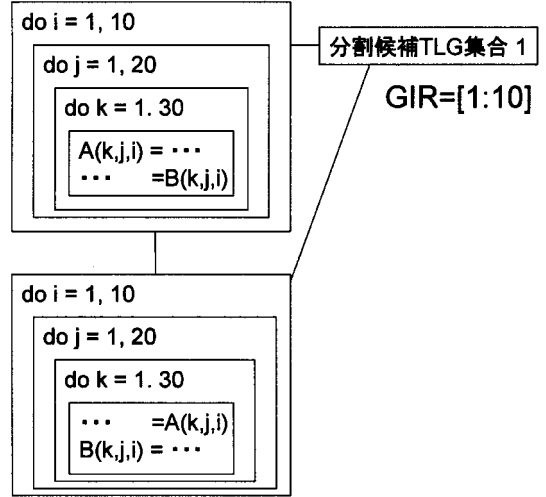 do i = 1, 10
do j = 1, 20
do k = 1. 30
A(k,j,i) = ･･･
･･･ =B(k,j,i)
分割候補TLG集合 1
GIR=[1:10]
do i = 1, 10
do j = 1, 20
do k = 1. 30
･･･ =A(k,j,i)
B(k,j,i) = ･･･